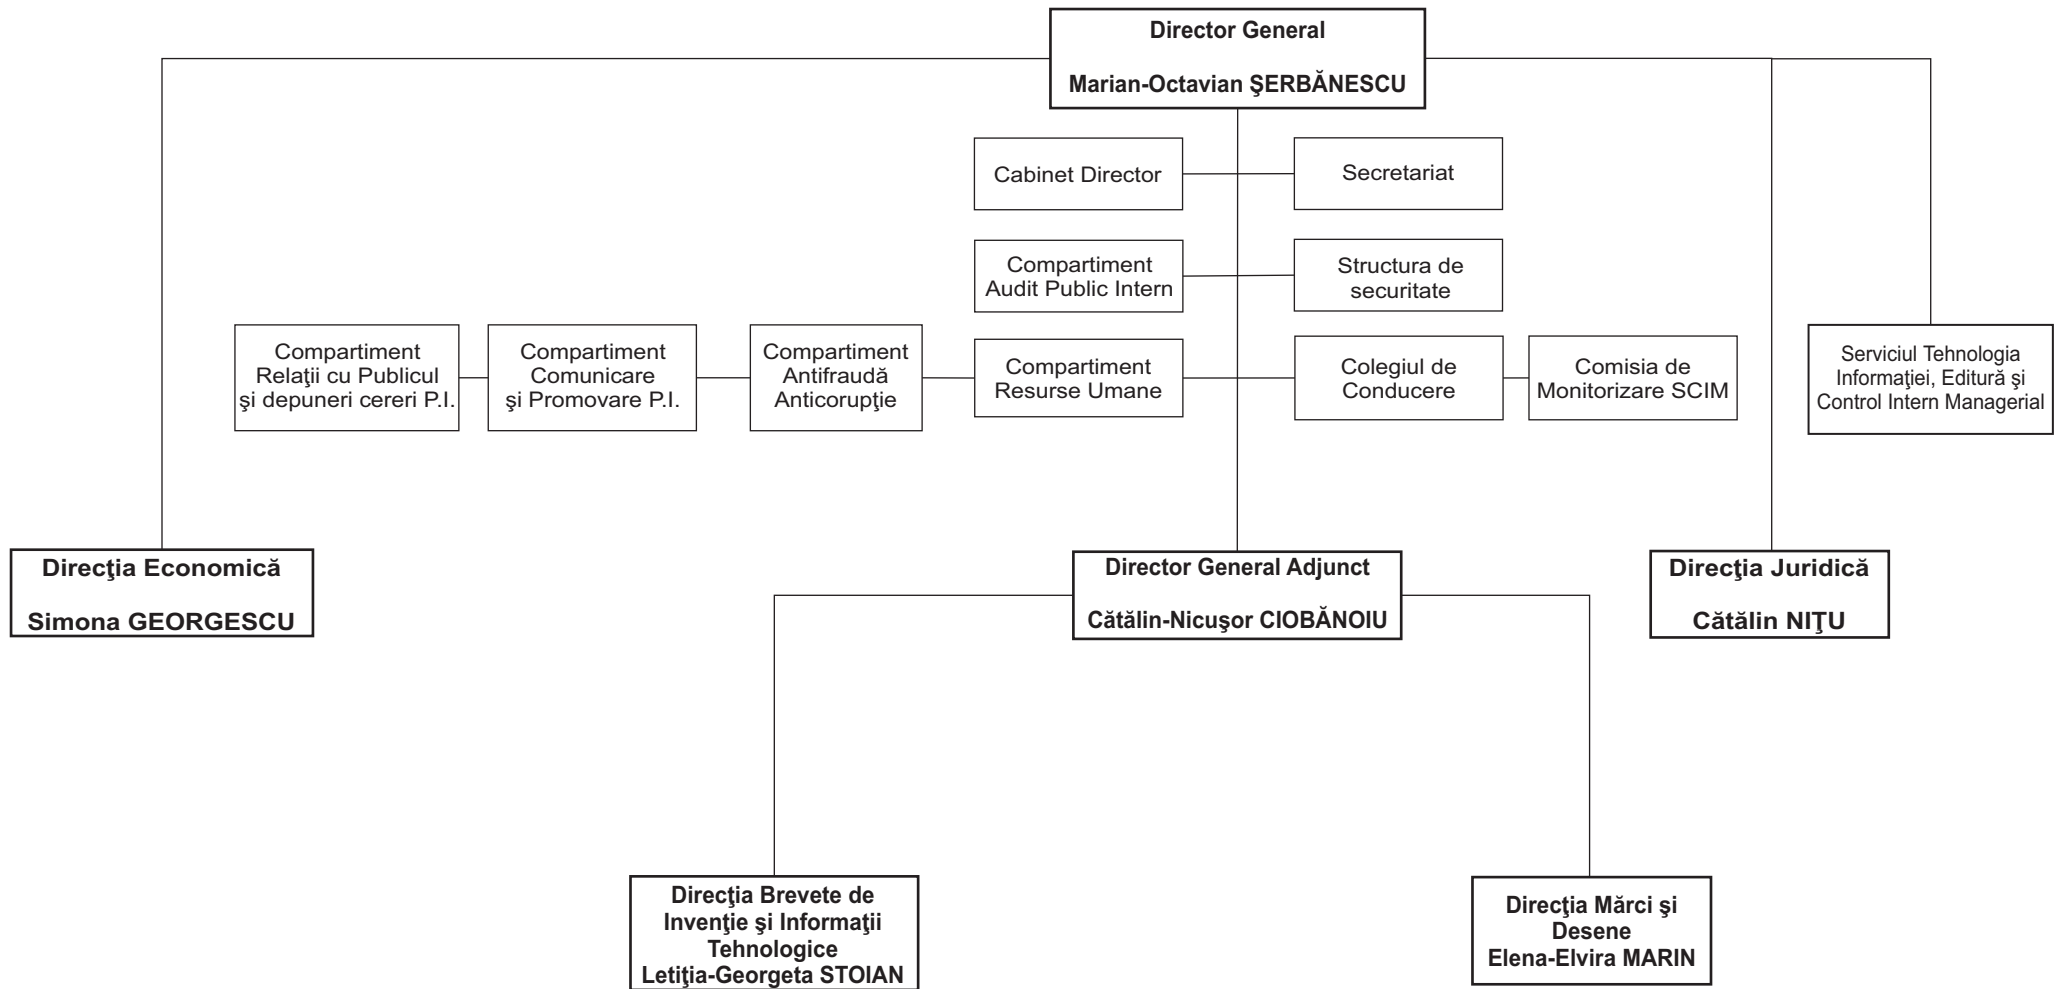 Director General
Marian-Octavian ŞERBĂNESCU
Cabinet Director
Secretariat
Compartiment
Audit Public Intern
Structura de
securitate
Compartiment
Relaţii cu Publicul
şi depuneri cereri P.I.
Compartiment
Comunicare
şi Promovare P.I.
Compartiment
Antifraudă
Anticorupţie
Compartiment
Resurse Umane
Colegiul de
Conducere
Comisia de
Monitorizare SCIM
Serviciul Tehnologia
Informaţiei, Editură şi
Control Intern Managerial
Direcţia Economică
Simona GEORGESCU
Director General Adjunct
Cătălin-Nicuşor CIOBĂNOIU
Direcţia Juridică
Cătălin NIŢU
Direcţia Brevete de
Invenţie şi Informaţii
Tehnologice
Letiţia-Georgeta STOIAN
Direcţia Mărci şi
Desene
Elena-Elvira MARIN